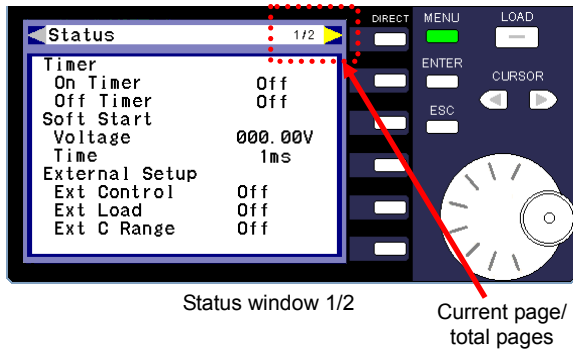 Status 1/2
Timer
On Timer Off
Off Timer Off
Soft Start
Voltage 000.00V
Time 1ms
External Setup
Ext Control Off
Ext Load Off
Ext C Range Off
DIRECT
MENU
LOAD
ENTER
CURSOR
ESC
Status window 1/2
Current page/
total pages